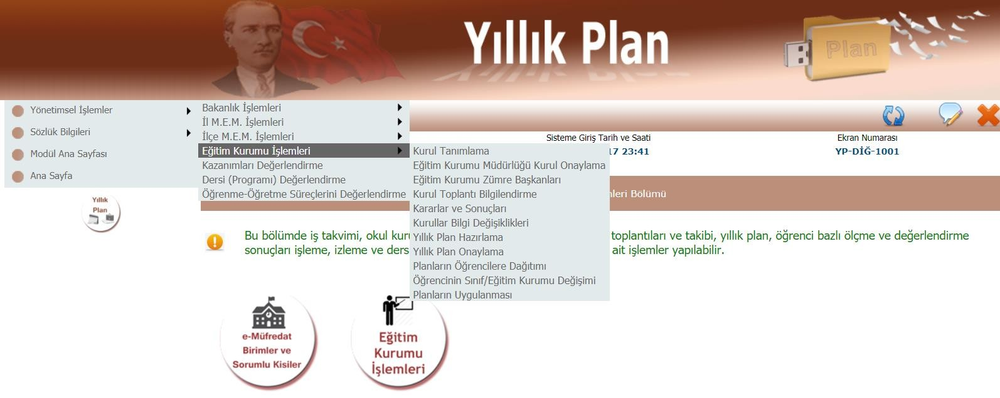 Yıllık Plan
Plan
Yönetimsel İşlemler
Sözlük Bilgileri
Modül Ana Sayfası
Ana Sayfa
Yıllık
Plan
Bakanlık İşlemleri
İl M.E.M. İşlemleri
İlçe M.E.M. İşlemleri
Eğitim Kurumu İşlemleri
Kazanımları Değerlendirme
Dersi (Programı) Değerlendirme
Öğrenme-Öğretme Süreçlerini Değerlendirme
Kurul Tanımlama
Eğitim Kurumu Müdürlüğü Kurul Onaylama
Eğitim Kurumu Zümre Başkanları
Kurul Toplantı Bilgilendirme
Kararlar ve Sonuçları
Kurullar Bilgi Değişiklikleri
Yıllık Plan Hazırlama
Yıllık Plan Onaylama
Planların Öğrencilere Dağıtımı
Öğrencinin Sınıf/Eğitim Kurumu Değişimi
Planların Uygulanması
Sisteme Giriş Tarih ve Saati
17 23:41
Ekran Numarası
YP-DİĞ-1001
Bölümü
Bu bölümde iş takvimi, okul toplantıları ve takibi, yıllık plan, öğrenci bazlı ölçme ve değerlendirme
sonuçları işleme, izleme ve ders ait işlemler yapılabilir.
e-Müfredat
Birimler ve
Sorumlu Kisiler
Eğitim
Kurumu
İşlemleri